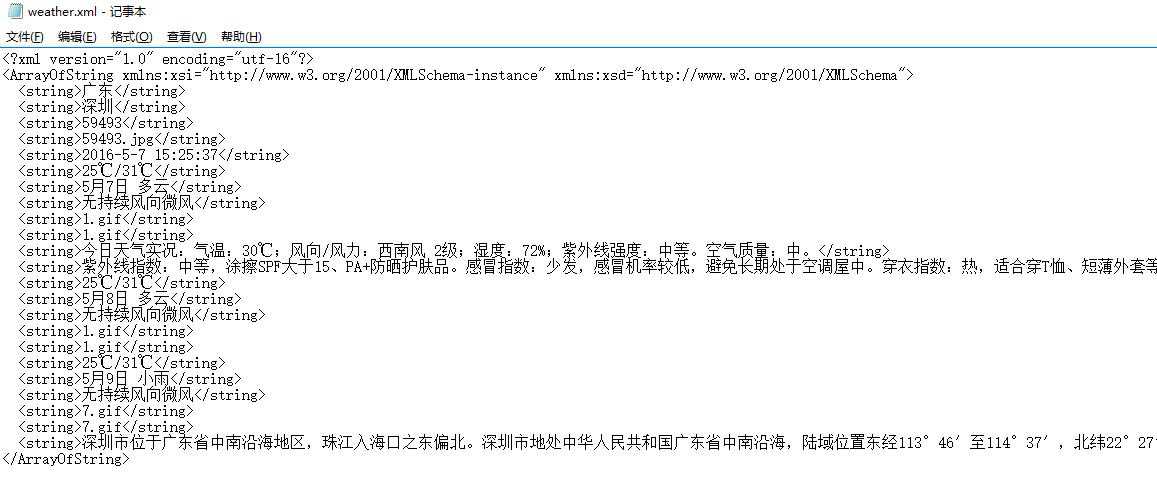 weather.xml - 记事本
文件(F) 编辑(E) 格式(O) 查看(V) 帮助(H)
<?xml version="1.0" encoding="utf-16"?>
<ArrayOfString xmlns:xsi="http://www.w3.org/2001/XMLSchema-instance" xmlns:xsd="http://www.w3.org/2001/XMLSchema">
<string>广东</string>
<string>深圳</string>
<string>59493</string>
<string>59493.jpg</string>
<string>2016-5-7 15:25:37</string>
<string>25℃/31℃</string>
<string>5月7日 多云</string>
<string>无持续风向微风</string>
<string>1.gif</string>
<string>1.gif</string>
<string>今日天气实况：气温：30℃；风向/风力：西南风 2级；湿度：72%；紫外线强度：中等。空气质量：中。</string>
<string>紫外线指数：中等，涂擦SPF大于15、PA+防晒护肤品。感冒指数：少发，感冒机率较低，避免长期处于空调屋中。穿衣指数：热，适合穿T恤、短薄外套等
<string>25℃/31℃</string>
<string>5月8日 多云</string>
<string>无持续风向微风</string>
<string>1.gif</string>
<string>1.gif</string>
<string>25℃/31℃</string>
<string>5月9日 小雨</string>
<string>无持续风向微风</string>
<string>7.gif</string>
<string>7.gif</string>
<string>深圳市位于广东省中南沿海地区，珠江入海口之东偏北。深圳市地处中华人民共和国广东省中南沿海，陆域位置东经113°46′至114°37′，北纬22°27′
</ArrayOfString>